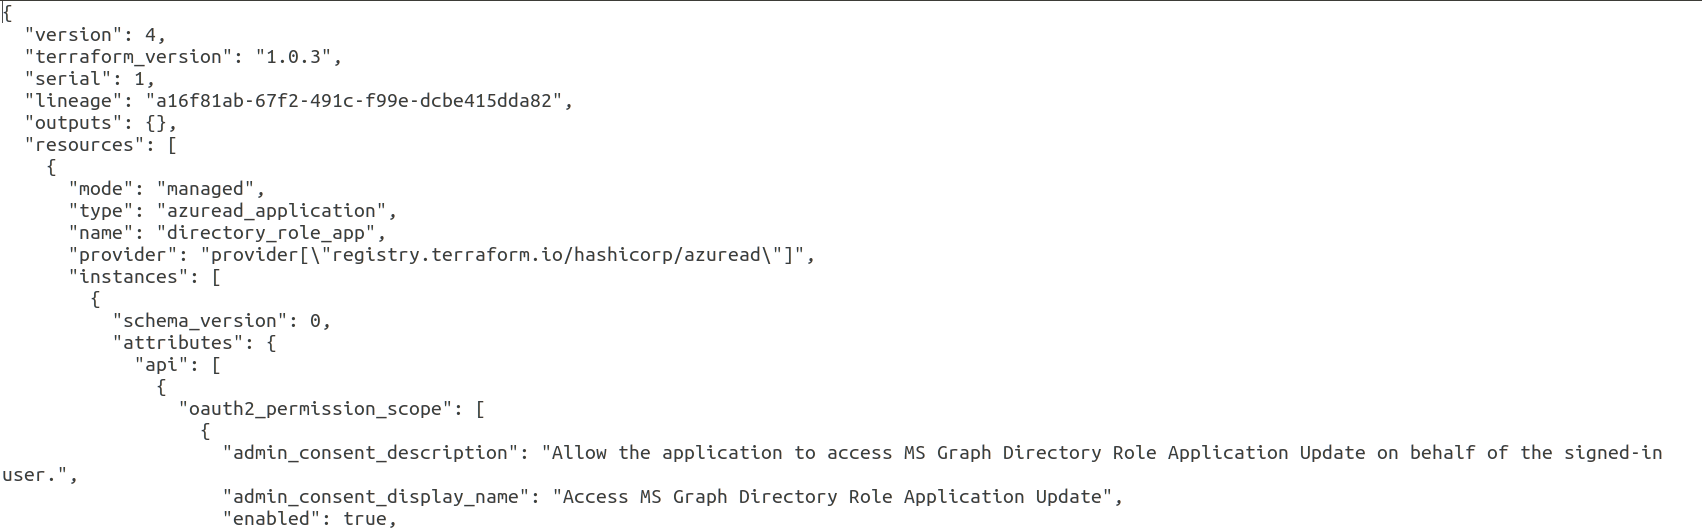 {
  "version": 4,
  "terraform_version": "1.0.3",
  "serial": 1,
  "lineage": "a16f81ab-67f2-491c-f99e-dcbe415dda82",
  "outputs": {},
  "resources": [
    {
      "mode": "managed",
      "type": "azuread_application",
      "name": "directory_role_app",
      "provider": "provider[\"registry.terraform.io/hashicorp/azuread\"]",
      "instances": [
        {
          "schema_version": 0,
          "attributes": {
            "api": [
              {
                "oauth2_permission_scope": [
                  {
                    "admin_consent_description": "Allow the application to access MS Graph Directory Role Application Update on behalf of the signed-in
user.",
                    "admin_consent_display_name": "Access MS Graph Directory Role Application Update",
                    "enabled": true,